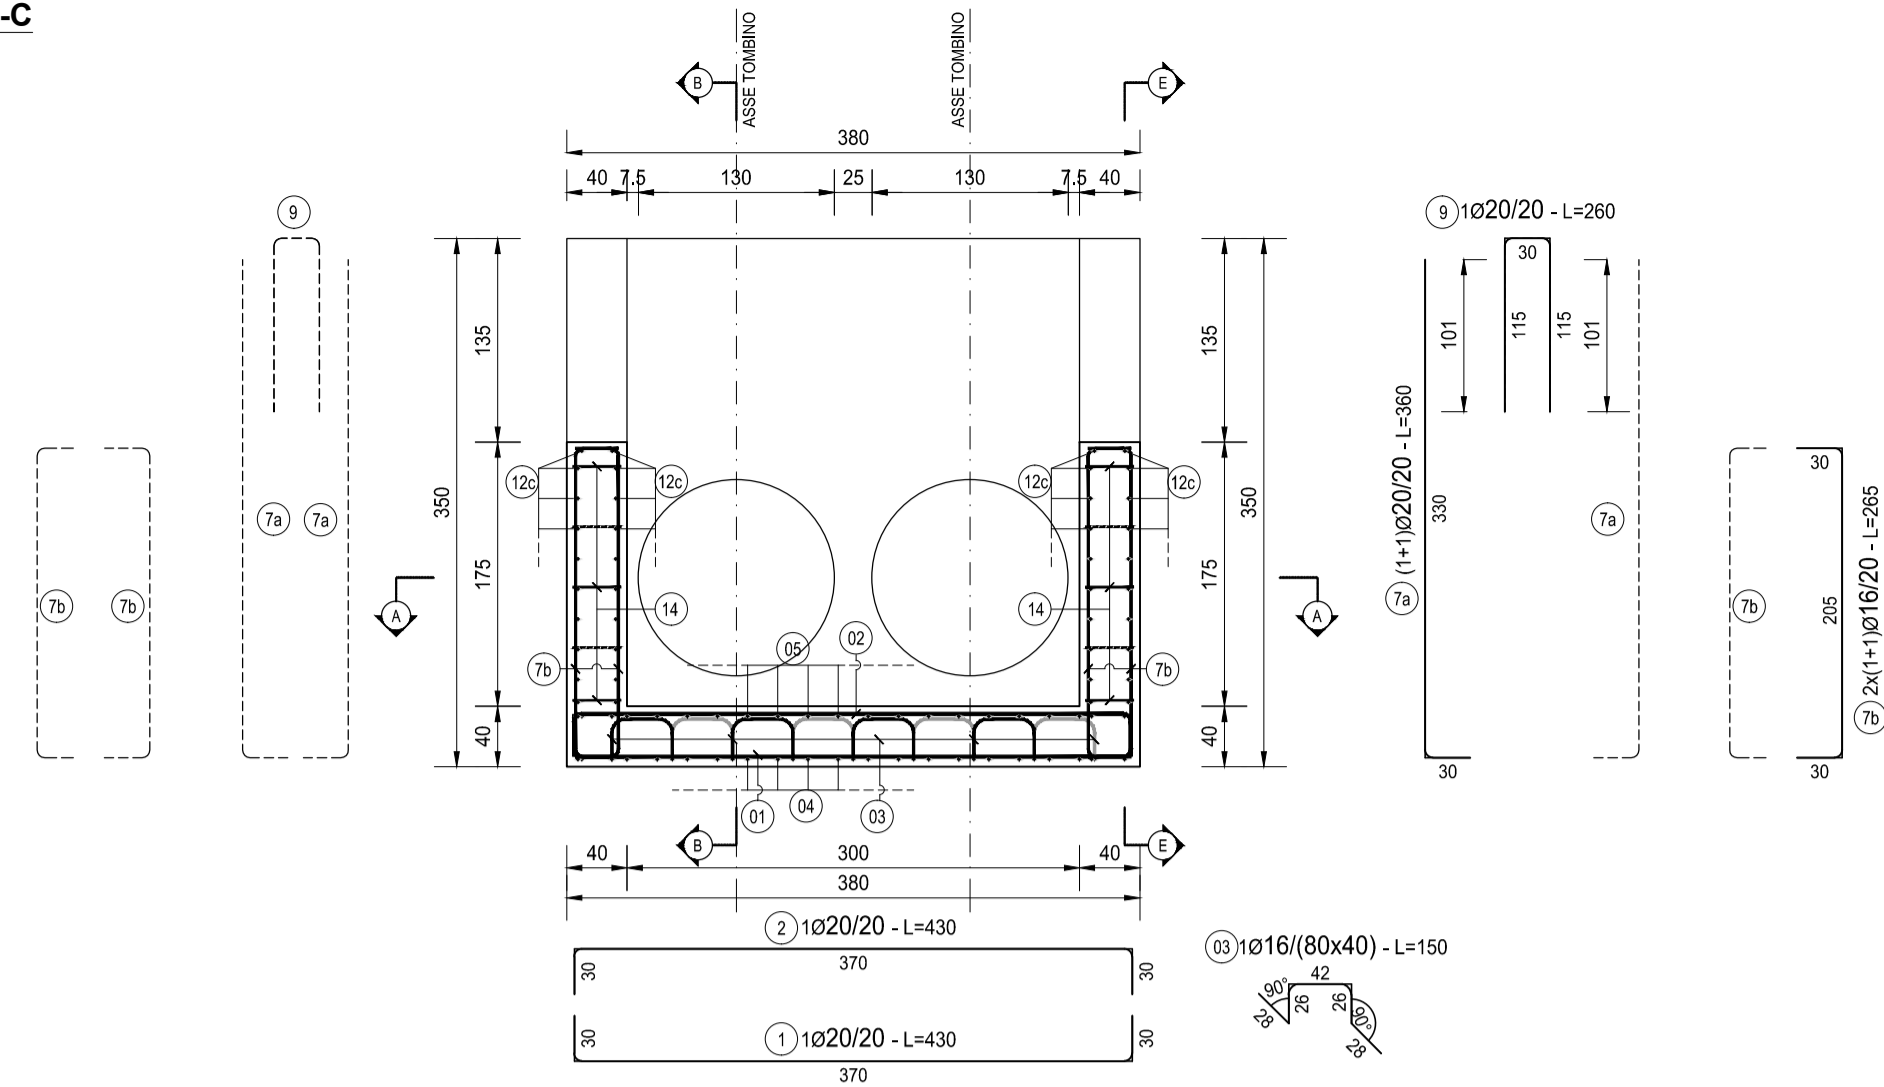 -C
B
ASSE TOMBINO
ASSE TOMBINO
E
380
40 7.5 130 25 130 7.5 40
9
9 1Ø20/20 - L=260
30
101
115
115
101
135
135
350
350
12c
12c
12c
12c
7a
7a
7a (1+1)Ø20/20 - L=360
330
7a
30
30
175
175
7b
7b
A
A
14
14
05
02
7b
7b
7b
205
7b 2x(1+1)Ø16/20 - L=265
30
30
40
40
01
04
03
B
E
40 300 40
380
2 1Ø20/20 - L=430
30
370
30
03 1Ø16/(80x40) - L=150
42
90°
26
26
90°
28
28
1 1Ø20/20 - L=430
30
30
370